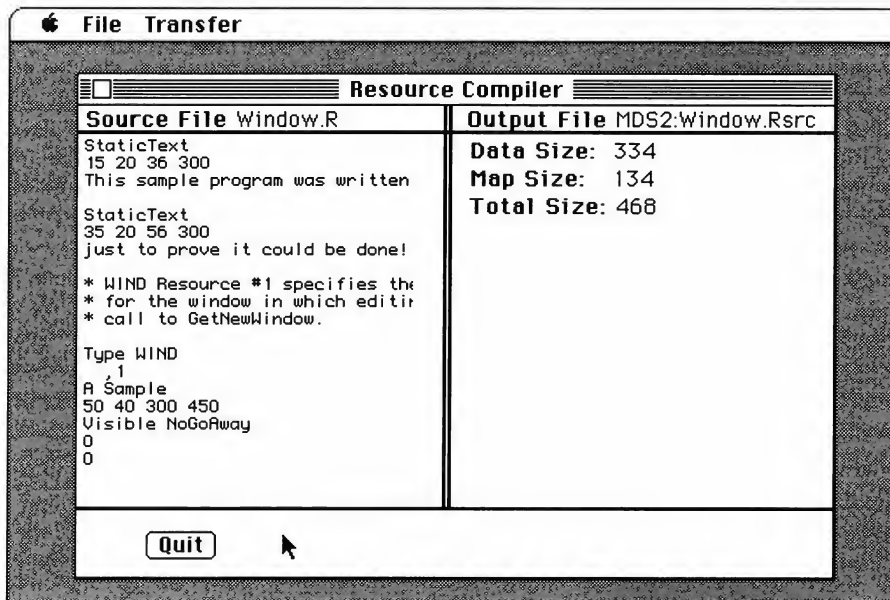 File Transfer
Resource Compiler
Source File Window.R
StaticText
15 20 36 300
This sample program was written
StaticText
35 20 56 300
just to prove it could be done!
* WIND Resource #1 specifies the
* for the window in which editin
* call to GetNewWindow.
Type WIND
,1
A Sample
50 40 300 450
Visible NoGoAway
0
0
Output File MDS2:Window.Rsrc
Data Size: 334
Map Size: 134
Total Size: 468
Quit